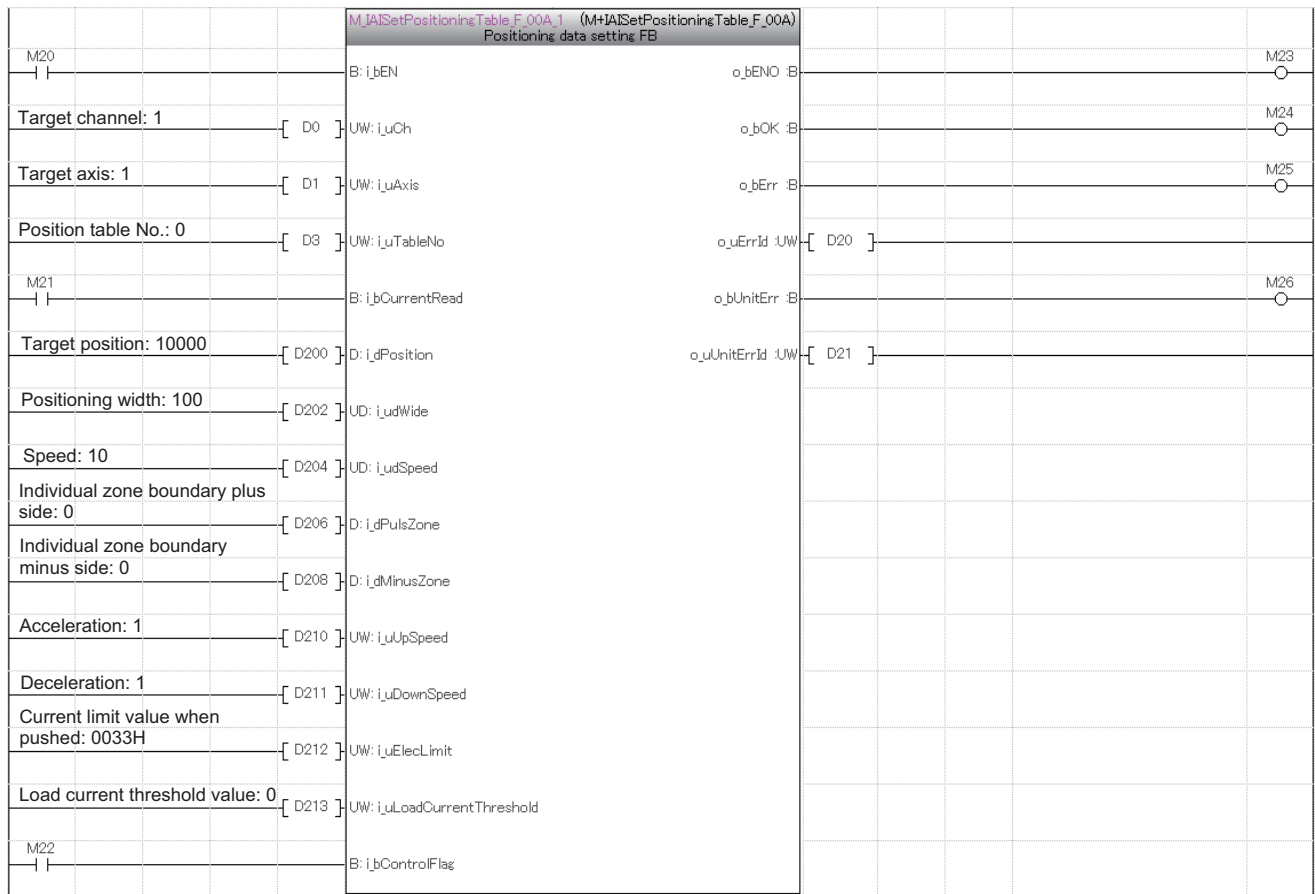 M_IAISetPositioningTable_F_00A_1 (M+IAISetPositioningTable_F_00A)
Positioning data setting FB
M20
B: i_bEN
o_bENO :B
M23
Target channel: 1
[ D0 ]
UW: i_uCh
o_bOK :B
M24
Target axis: 1
[ D1 ]
UW: i_uAxis
o_bErr :B
M25
Position table No.: 0
[ D3 ]
UW: i_uTableNo
o_uErrId :UW
[ D20 ]
M21
B: i_bCurrentRead
o_bUnitErr :B
M26
Target position: 10000
[ D200 ]
D: i_dPosition
o_uUnitErrId :UW
[ D21 ]
Positioning width: 100
[ D202 ]
UD: i_udWide
Speed: 10
[ D204 ]
UD: i_udSpeed
Individual zone boundary plus
side: 0
[ D206 ]
D: i_dPulsZone
Individual zone boundary
minus side: 0
[ D208 ]
D: i_dMinusZone
Acceleration: 1
[ D210 ]
UW: i_uUpSpeed
Deceleration: 1
[ D211 ]
UW: i_uDownSpeed
Current limit value when
pushed: 0033H
[ D212 ]
UW: i_uElecLimit
Load current threshold value: 0
[ D213 ]
UW: i_uLoadCurrentThreshold
M22
B: i_bControlFlag